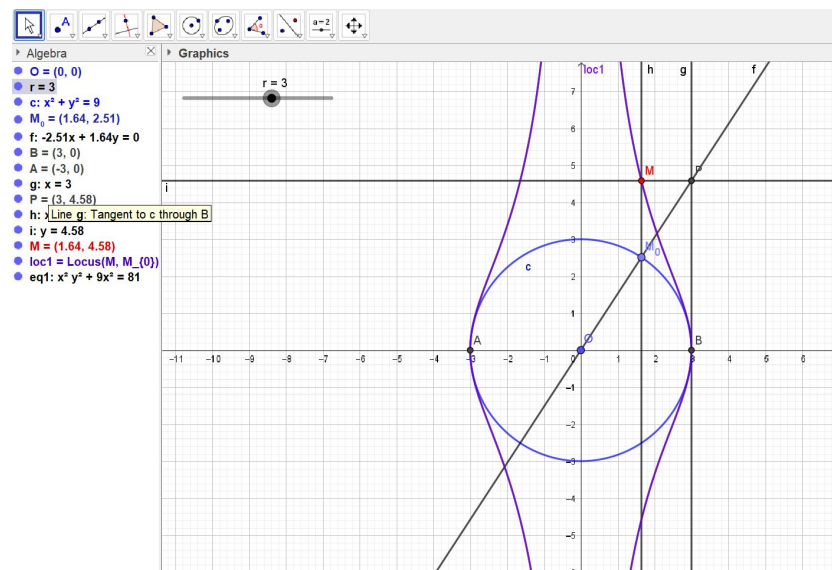 A
a=2
Algebra
Graphics
O = (0, 0)
r = 3
c: x² + y² = 9
M₀ = (1.64, 2.51)
f: -2.51x + 1.64y = 0
B = (3, 0)
A = (-3, 0)
g: x = 3
P = (3, 4.58)
h: Line g: Tangent to c through B
i: y = 4.58
M = (1.64, 4.58)
loc1 = Locus(M, M_{0})
eq1: x² y² + 9x² = 81
r = 3
loc1 h g f
7
6
5
M P
i
4
3
M₀
c
2
1
A O B
-11 -10 -9 -8 -7 -6 -5 -4 -3 -2 -1 0 1 2 3 4 5 6
-1
-2
-3
-4
-5